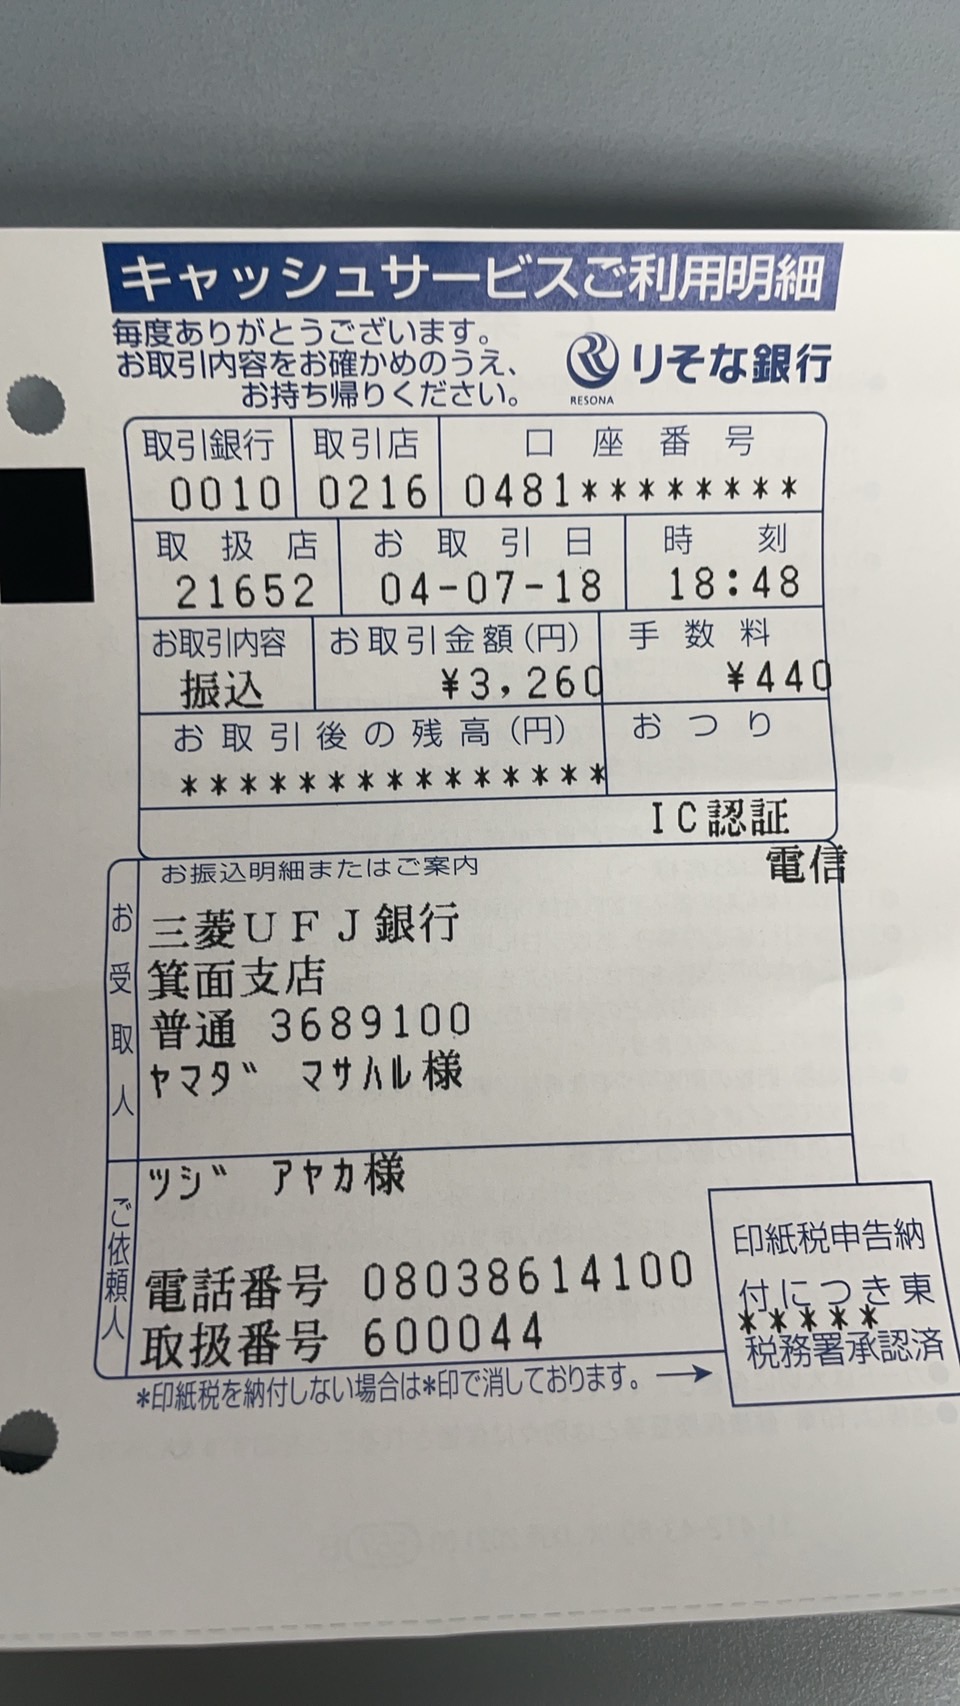 キャッシュサービスご利用明細
毎度ありがとうございます。
お取引内容をお確かめのうえ、
お持ち帰りください。
りそな銀行
RESONA
取引銀行 取引店 口座番号
0010 0216 0481********
取扱店 お取引日 時刻
21652 04-07-18 18:48
お取引内容 お取引金額(円) 手数料
振込 ¥3,260 ¥440
お取引後の残高(円) おつり
***************
IC認証
お振込明細またはご案内 電信
お受取人
三菱UFJ銀行
箕面支店
普通 3689100
ヤマダ マサハル様
ご依頼人
ツジ アヤカ様
電話番号 08038614100
取扱番号 600044
印紙税申告納
付につき東
*****
税務署承認済
*印紙税を納付しない場合は*印で消しております。→